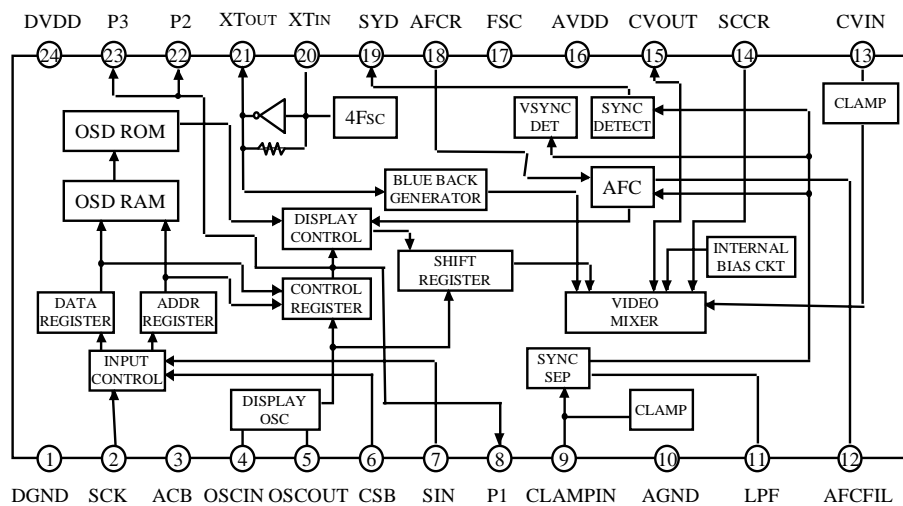 DVDD P3 P2 XTOUT XTIN SYD AFCR FSC AVDD CVOUT SCCR CVIN
24 23 22 21 20 19 18 17 16 15 14 13
OSD ROM
4FSC
VSYNC
DET
SYNC
DETECT
CLAMP
OSD RAM
BLUE BACK
GENERATOR
AFC
DISPLAY
CONTROL
SHIFT
REGISTER
INTERNAL
BIAS CKT
DATA
REGISTER
ADDR
REGISTER
CONTROL
REGISTER
VIDEO
MIXER
INPUT
CONTROL
SYNC
SEP
DISPLAY
OSC
CLAMP
1 2 3 4 5 6 7 8 9 10 11 12
DGND SCK ACB OSCIN OSCOUT CSB SIN P1 CLAMPIN AGND LPF AFCFIL